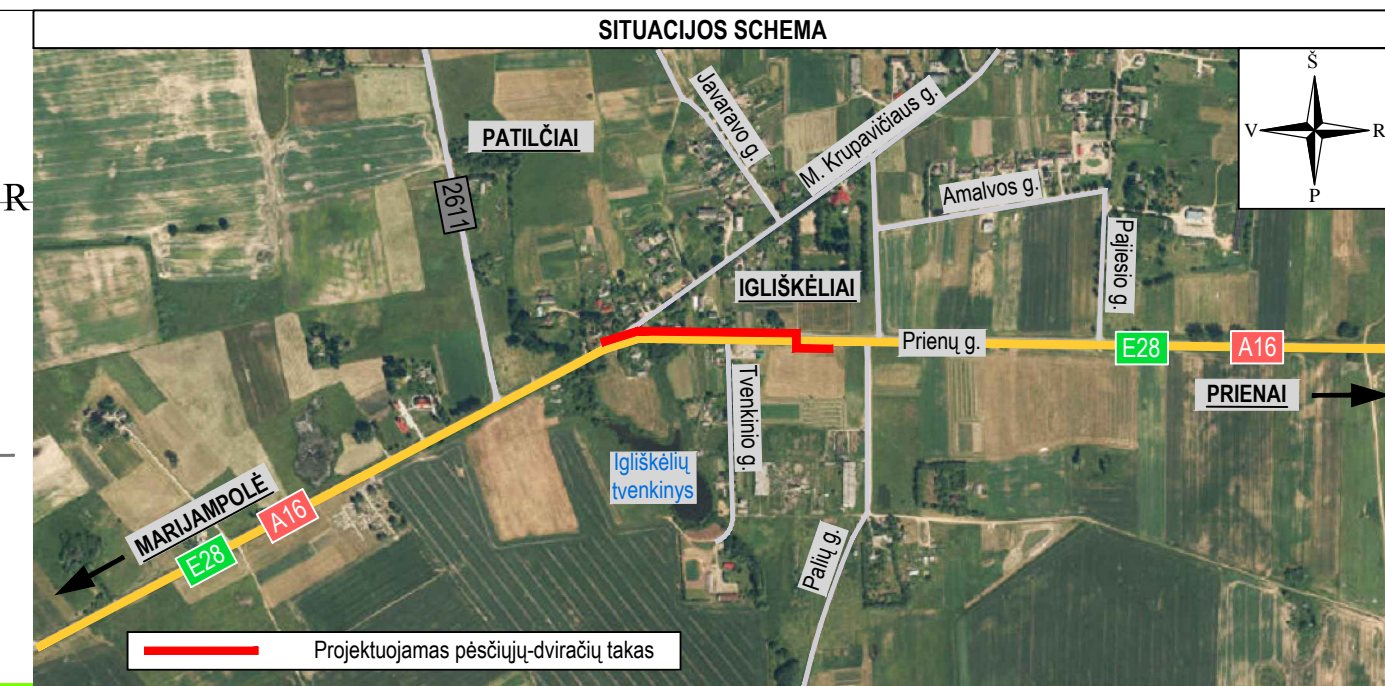 SITUACIJOS SCHEMA
Š
V
R
P
R
Javaravo g.
M. Krupavičiaus g.
PATILČIAI
2611
Amalvos g.
Pajiesio g.
IGLIŠKĖLIAI
Prienų g.
E28
A16
PRIENAI
Tvenkinio g.
Igliškėlių
tvenkinys
MARIJAMPOLĖ
A16
E28
Palių g.
Projektuojamas pėsčiųjų-dviračių takas